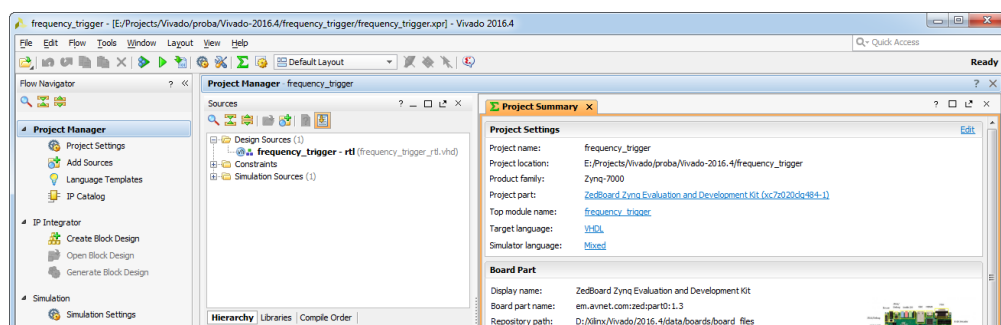 frequency_trigger - [E:/Projects/Vivado/proba/Vivado-2016.4/frequency_trigger/frequency_trigger.xpr] - Vivado 2016.4
File Edit Flow Tools Window Layout View Help
Quick Access
Default Layout
Ready
Flow Navigator
Project Manager - frequency_trigger
Sources
Project Summary
Project Manager
Project Settings
Add Sources
Language Templates
IP Catalog
IP Integrator
Create Block Design
Open Block Design
Generate Block Design
Simulation
Simulation Settings
Design Sources (1)
frequency_trigger - rtl (frequency_trigger_rtl.vhd)
Constraints
Simulation Sources (1)
Hierarchy Libraries Compile Order
Project Settings Edit
Project name: frequency_trigger
Project location: E:/Projects/Vivado/proba/Vivado-2016.4/frequency_trigger
Product family: Zynq-7000
Project part: ZedBoard Zynq Evaluation and Development Kit (xc7z020clg484-1)
Top module name: frequency_trigger
Target language: VHDL
Simulator language: Mixed
Board Part
Display name: ZedBoard Zynq Evaluation and Development Kit
Board part name: em.avnet.com:zed:part0:1.3
Repository path: D:/Xilinx/Vivado/2016.4/data/boards/board_files